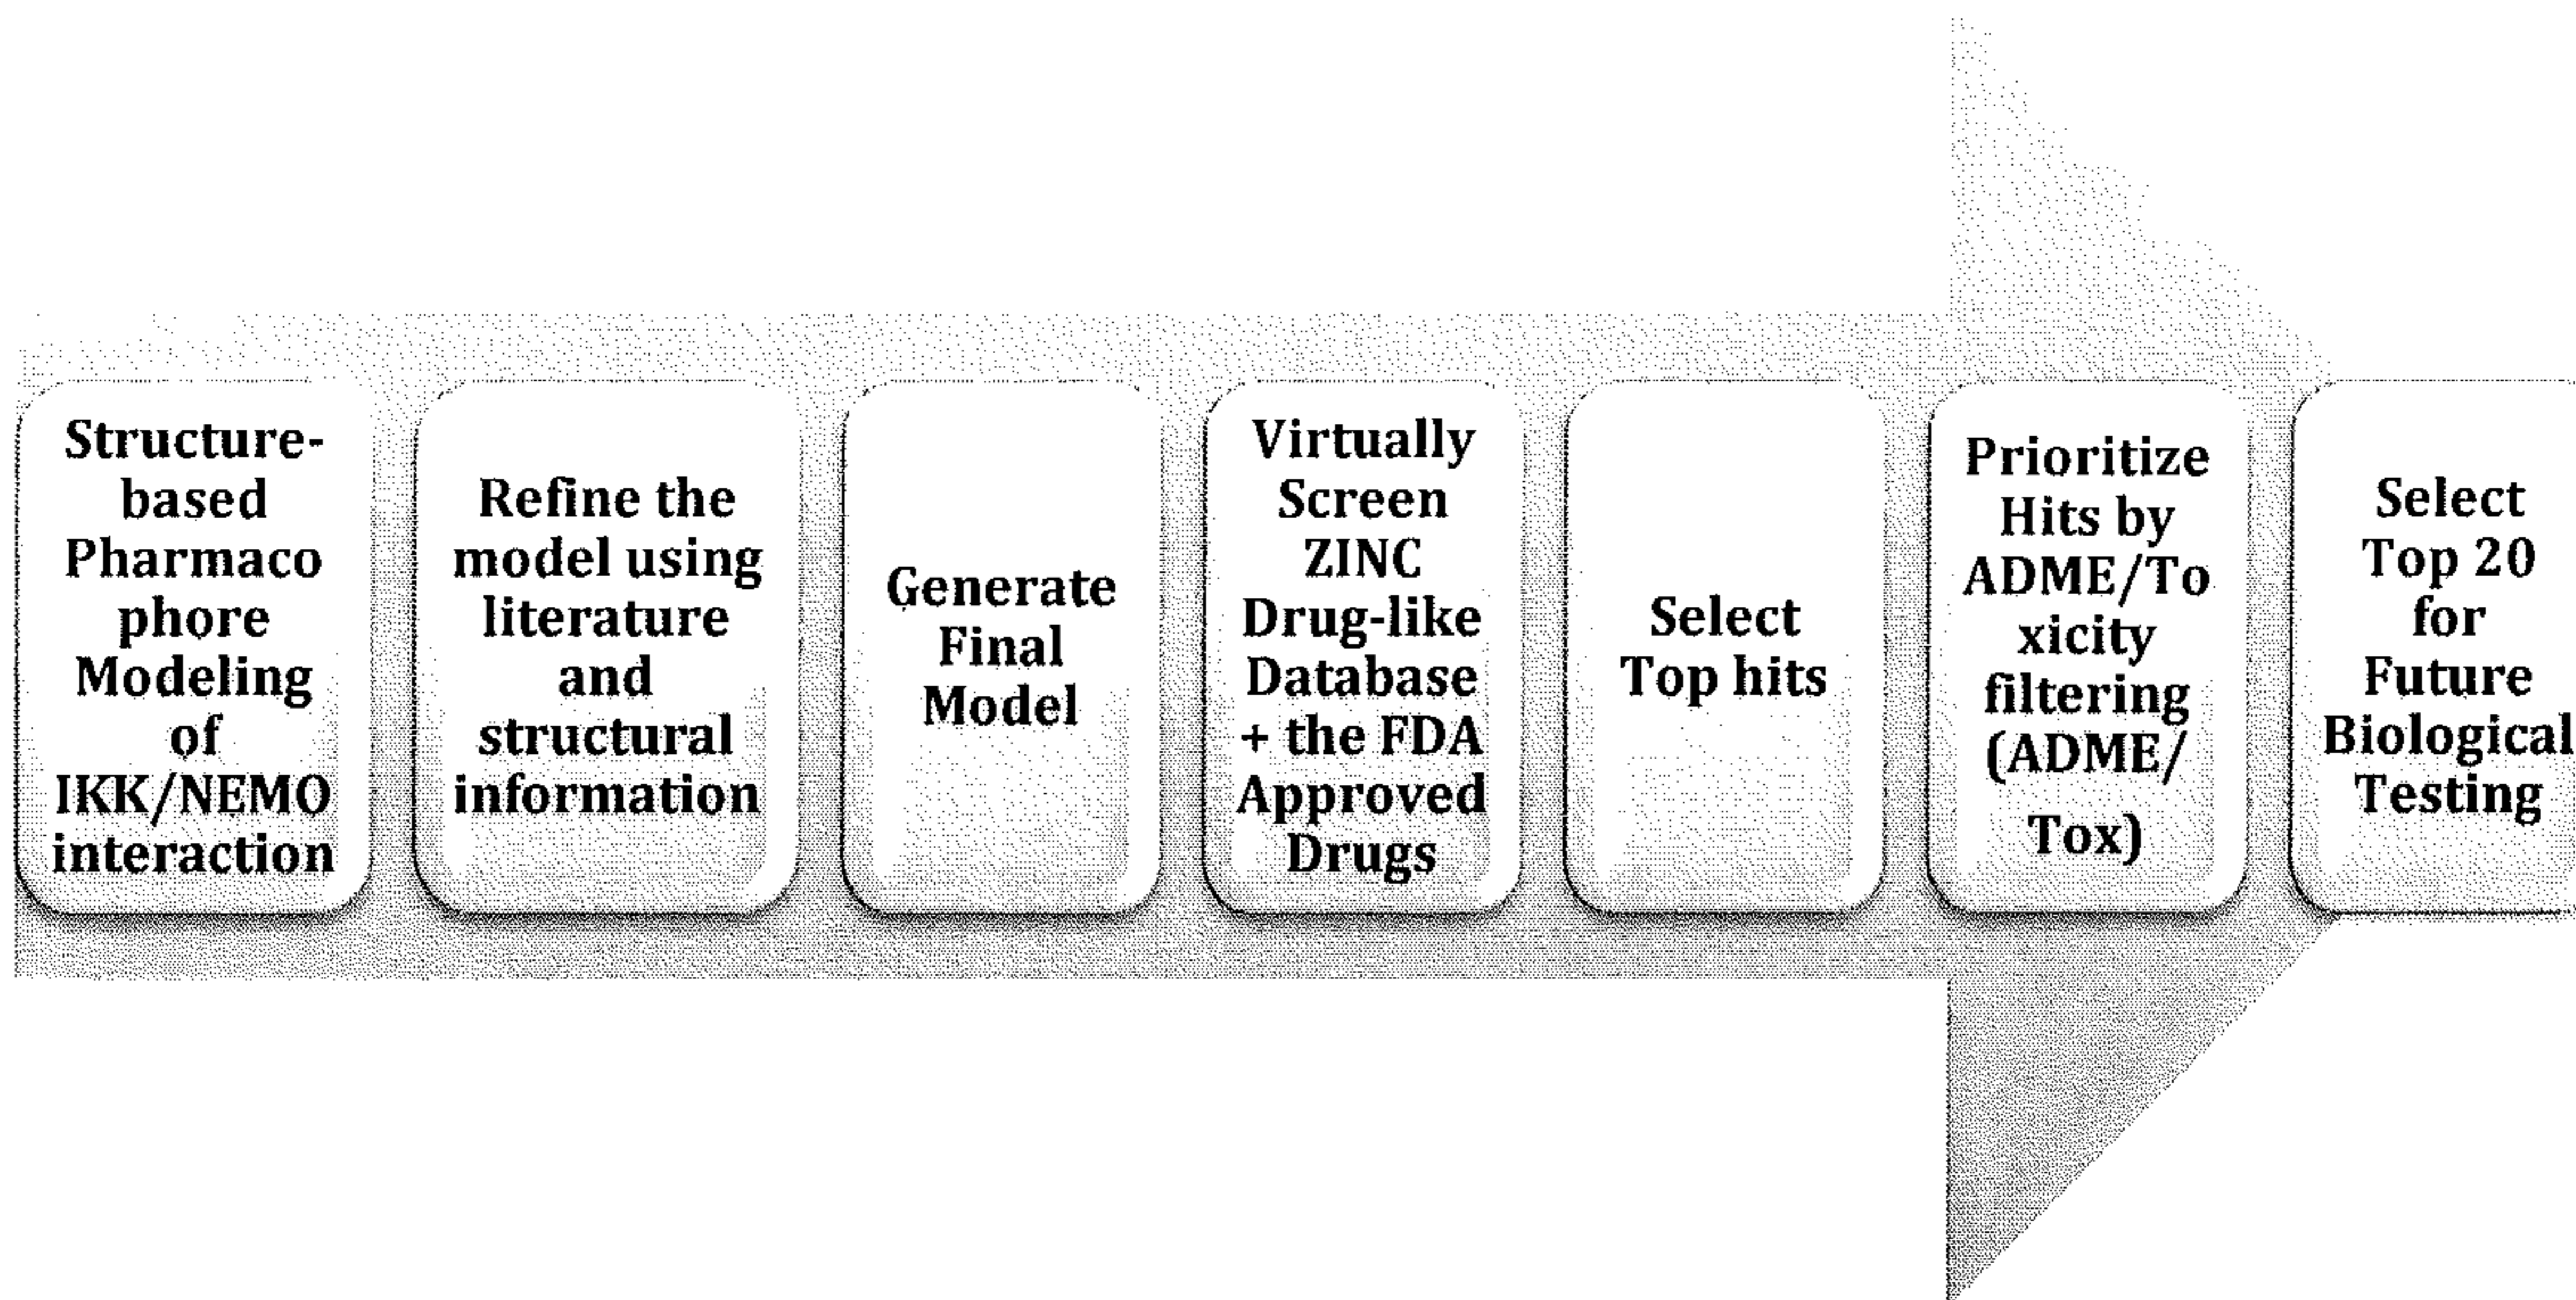 Structure-
based
Pharmaco
phore
Modeling
of
IKK/NEMO
interaction
Refine the
model using
literature
and
structural
information
Generate
Final
Model
Virtually
Screen
ZINC
Drug-like
Database
+ the FDA
Approved
Drugs
Select
Top hits
Prioritize
Hits by
ADME/To
xicity
filtering
(ADME/
Tox)
Select
Top 20
for
Future
Biological
Testing